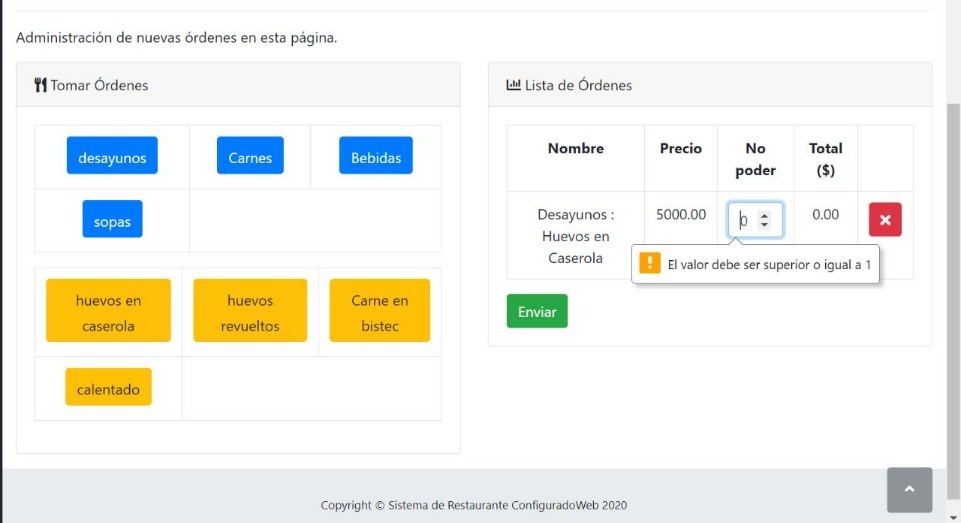 Administración de nuevas órdenes en esta página.
Tomar Órdenes
desayunos
Carnes
Bebidas
sopas
huevos en
caserola
huevos
revueltos
Carne en
bistec
calentado
Lista de Órdenes
Nombre
Precio
No
poder
Total
($)
Desayunos :
Huevos en
Caserola
5000.00
0
0.00
El valor debe ser superior o igual a 1
Enviar
Copyright © Sistema de Restaurante ConfiguradoWeb 2020